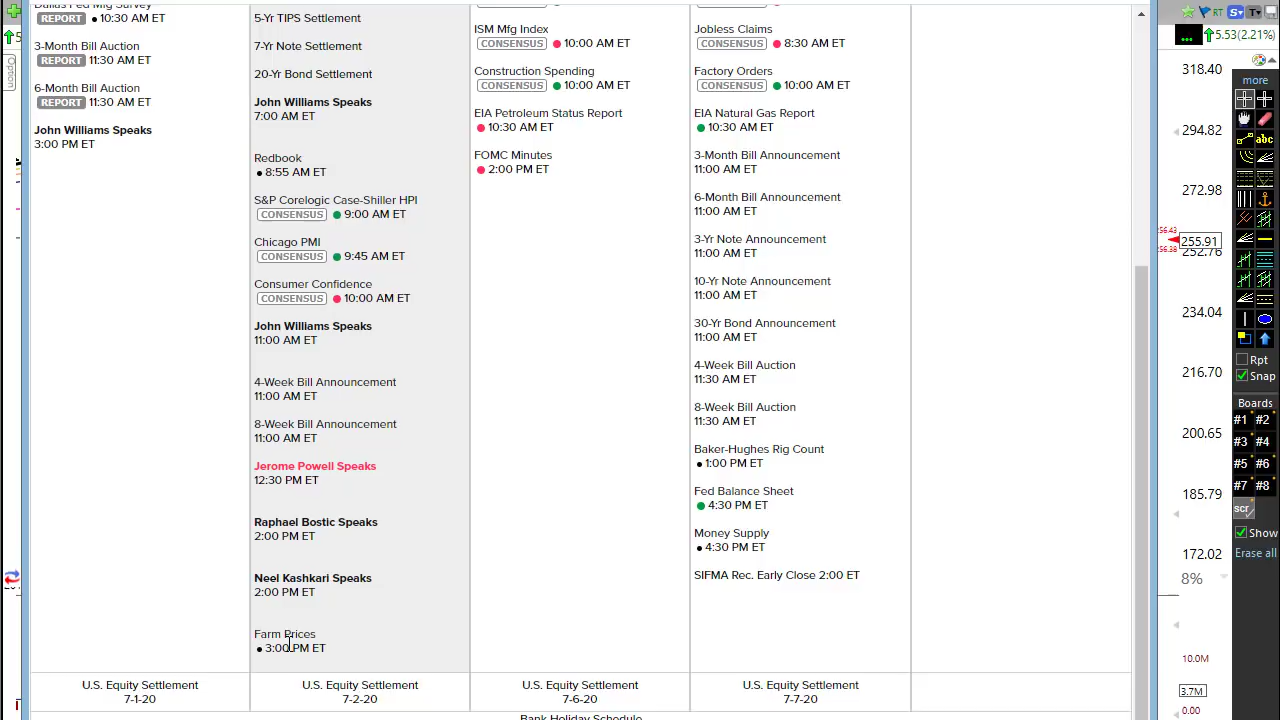 Dallas Fed Mfg Survey
REPORT • 10:30 AM ET
3-Month Bill Auction
REPORT 11:30 AM ET
6-Month Bill Auction
REPORT 11:30 AM ET
John Williams Speaks
3:00 PM ET
5-Yr TIPS Settlement
7-Yr Note Settlement
20-Yr Bond Settlement
John Williams Speaks
7:00 AM ET
Redbook
• 8:55 AM ET
S&P Corelogic Case-Shiller HPI
CONSENSUS • 9:00 AM ET
Chicago PMI
CONSENSUS • 9:45 AM ET
Consumer Confidence
CONSENSUS • 10:00 AM ET
John Williams Speaks
11:00 AM ET
4-Week Bill Announcement
11:00 AM ET
8-Week Bill Announcement
11:00 AM ET
Jerome Powell Speaks
12:30 PM ET
Raphael Bostic Speaks
2:00 PM ET
Neel Kashkari Speaks
2:00 PM ET
Farm Prices
• 3:00 PM ET
ISM Mfg Index
CONSENSUS • 10:00 AM ET
Construction Spending
CONSENSUS • 10:00 AM ET
EIA Petroleum Status Report
• 10:30 AM ET
FOMC Minutes
• 2:00 PM ET
Jobless Claims
CONSENSUS • 8:30 AM ET
Factory Orders
CONSENSUS • 10:00 AM ET
EIA Natural Gas Report
• 10:30 AM ET
3-Month Bill Announcement
11:00 AM ET
6-Month Bill Announcement
11:00 AM ET
3-Yr Note Announcement
11:00 AM ET
10-Yr Note Announcement
11:00 AM ET
30-Yr Bond Announcement
11:00 AM ET
4-Week Bill Auction
11:30 AM ET
8-Week Bill Auction
11:30 AM ET
Baker-Hughes Rig Count
• 1:00 PM ET
Fed Balance Sheet
• 4:30 PM ET
Money Supply
• 4:30 PM ET
SIFMA Rec. Early Close 2:00 ET
U.S. Equity Settlement
7-1-20
U.S. Equity Settlement
7-2-20
U.S. Equity Settlement
7-6-20
U.S. Equity Settlement
7-7-20
Bank Holiday Schedule
Option
RT
S
T
... 5.53(2.21%)
318.40
294.82
272.98
256.43
255.91
256.38
252.76
234.04
216.70
200.65
185.79
172.02
8%
10.0M
3.7M
0.00
more
abc
Rpt
Snap
Boards
#1 #2
#3 #4
#5 #6
#7 #8
scr
Show
Erase all